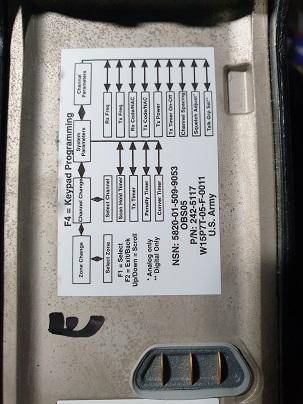 F4 = Keypad Programming
Zone Change
Channel Change
System
Parameters
Channel
Parameters
Select Zone
Select Channel
Scan Hold Timer
Tx Timer
Penalty Timer
Conver Timer
Rx Freq
Tx Freq
Rx Code/NAC
Tx Code/NAC
Tx Power
Tx Timer On-Off
Channel Spacing
Squelch Adjust*
Talk Grp Sel**
F1 = Select
F2 = Exit/Back
Up/Down = Scroll
* Analog only
** Digital Only
NSN: 5820-01-509-9053
OBS05
P/N: 242-5117
W15P7T-05-F-0011
U.S. Army